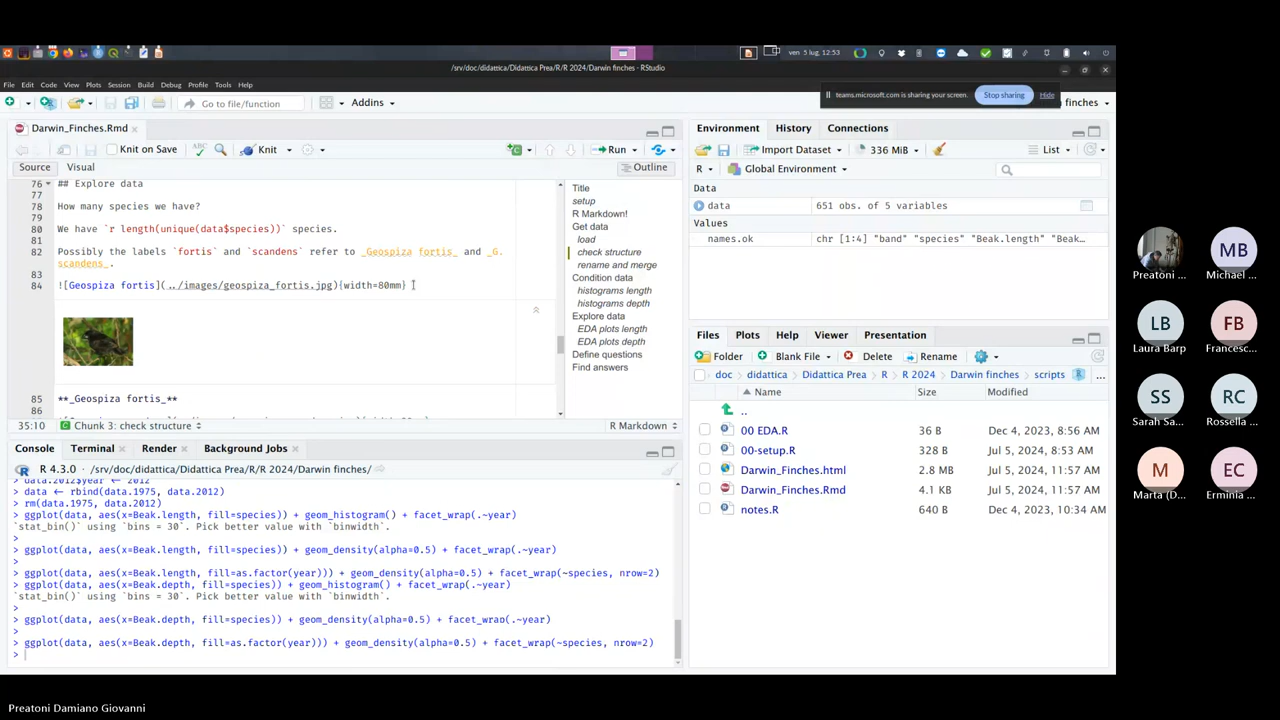 ven 5 lug, 12:53
/srv/doc/didattica/Didattica Prea/R/R 2024/Darwin finches - RStudio
File Edit Code View Plots Session Build Debug Profile Tools Help
Go to file/function
Addins
teams.microsoft.com is sharing your screen.
Stop sharing
Hide
finches
Darwin_Finches.Rmd
Knit on Save
ABC
Knit
Run
Source
Visual
Outline
76 ## Explore data
77
78 How many species we have?
79
80 We have `r length(unique(data$species))` species.
81
82 Possibly the labels `fortis` and `scandens` refer to _Geospiza fortis_ and _G.
scandens_.
83
84 ![Geospiza fortis](../images/geospiza_fortis.jpg){width=80mm}
85 **_Geospiza fortis_**
86
Title
setup
R Markdown!
Get data
load
check structure
rename and merge
Condition data
histograms length
histograms depth
Explore data
EDA plots length
EDA plots depth
Define questions
Find answers
35:10
Chunk 3: check structure
R Markdown
Console
Terminal
Render
Background Jobs
R 4.3.0 · /srv/doc/didattica/Didattica Prea/R/R 2024/Darwin finches/
> data.2012$year <- 2012
> data <- rbind(data.1975, data.2012)
> rm(data.1975, data.2012)
> ggplot(data, aes(x=Beak.length, fill=species)) + geom_histogram() + facet_wrap(.~year)
`stat_bin()` using `bins = 30`. Pick better value with `binwidth`.
>
> ggplot(data, aes(x=Beak.length, fill=species)) + geom_density(alpha=0.5) + facet_wrap(.~year)
>
> ggplot(data, aes(x=Beak.length, fill=as.factor(year))) + geom_density(alpha=0.5) + facet_wrap(~species, nrow=2)
> ggplot(data, aes(x=Beak.depth, fill=species)) + geom_histogram() + facet_wrap(.~year)
`stat_bin()` using `bins = 30`. Pick better value with `binwidth`.
>
> ggplot(data, aes(x=Beak.depth, fill=species)) + geom_density(alpha=0.5) + facet_wrap(.~year)
>
> ggplot(data, aes(x=Beak.depth, fill=as.factor(year))) + geom_density(alpha=0.5) + facet_wrap(~species, nrow=2)
>
Environment
History
Connections
Import Dataset
336 MiB
List
R
Global Environment
Data
data 651 obs. of 5 variables
Values
names.ok chr [1:4] "band" "species" "Beak.length" "Beak…
Files
Plots
Help
Viewer
Presentation
Folder
Blank File
Delete
Rename
doc didattica Didattica Prea R R 2024 Darwin finches scripts
Name Size Modified
..
00 EDA.R 36 B Dec 4, 2023, 8:56 AM
00-setup.R 328 B Jul 5, 2024, 8:53 AM
Darwin_Finches.html 2.8 MB Jul 5, 2024, 11:57 AM
Darwin_Finches.Rmd 4.1 KB Jul 5, 2024, 11:57 AM
notes.R 640 B Dec 4, 2023, 10:34 AM
Preatoni ...
MB
Michael ...
LB
Laura Barp
FB
Francesc...
SS
Sarah Sa...
RC
Rossella ...
M
Marta (D...
EC
Erminia ...
Preatoni Damiano Giovanni